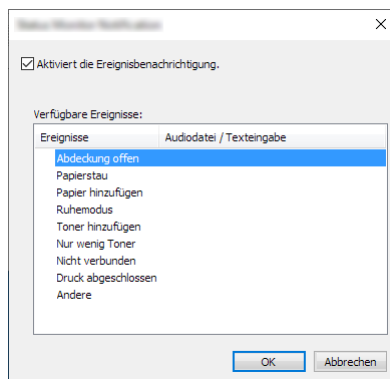 Aktiviert die Ereignisbenachrichtigung.
Verfügbare Ereignisse:
Ereignisse Audiodatei / Texteingabe
Abdeckung offen
Papierstau
Papier hinzufügen
Ruhemodus
Toner hinzufügen
Nur wenig Toner
Nicht verbunden
Druck abgeschlossen
Andere
OK Abbrechen